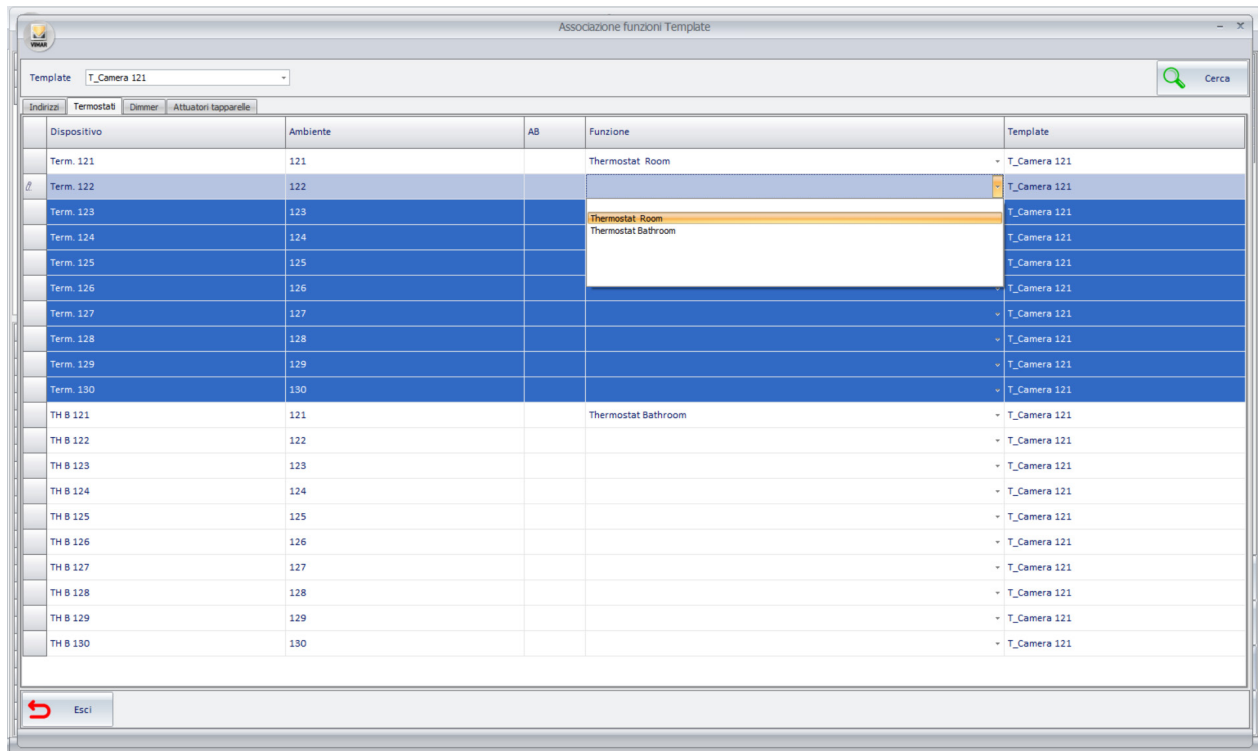 Associazione funzioni Template
VIMAR
Template T_Camera 121 Cerca
Indirizzi Termostati Dimmer Attuatori tapparelle
Dispositivo Ambiente AB Funzione Template
Term. 121 121 Thermostat Room T_Camera 121
Term. 122 122 T_Camera 121
Term. 123 123 Thermostat Room T_Camera 121
Term. 124 124 Thermostat Bathroom T_Camera 121
Term. 125 125 T_Camera 121
Term. 126 126 T_Camera 121
Term. 127 127 T_Camera 121
Term. 128 128 T_Camera 121
Term. 129 129 T_Camera 121
Term. 130 130 T_Camera 121
TH B 121 121 Thermostat Bathroom T_Camera 121
TH B 122 122 T_Camera 121
TH B 123 123 T_Camera 121
TH B 124 124 T_Camera 121
TH B 125 125 T_Camera 121
TH B 126 126 T_Camera 121
TH B 127 127 T_Camera 121
TH B 128 128 T_Camera 121
TH B 129 129 T_Camera 121
TH B 130 130 T_Camera 121
Esci